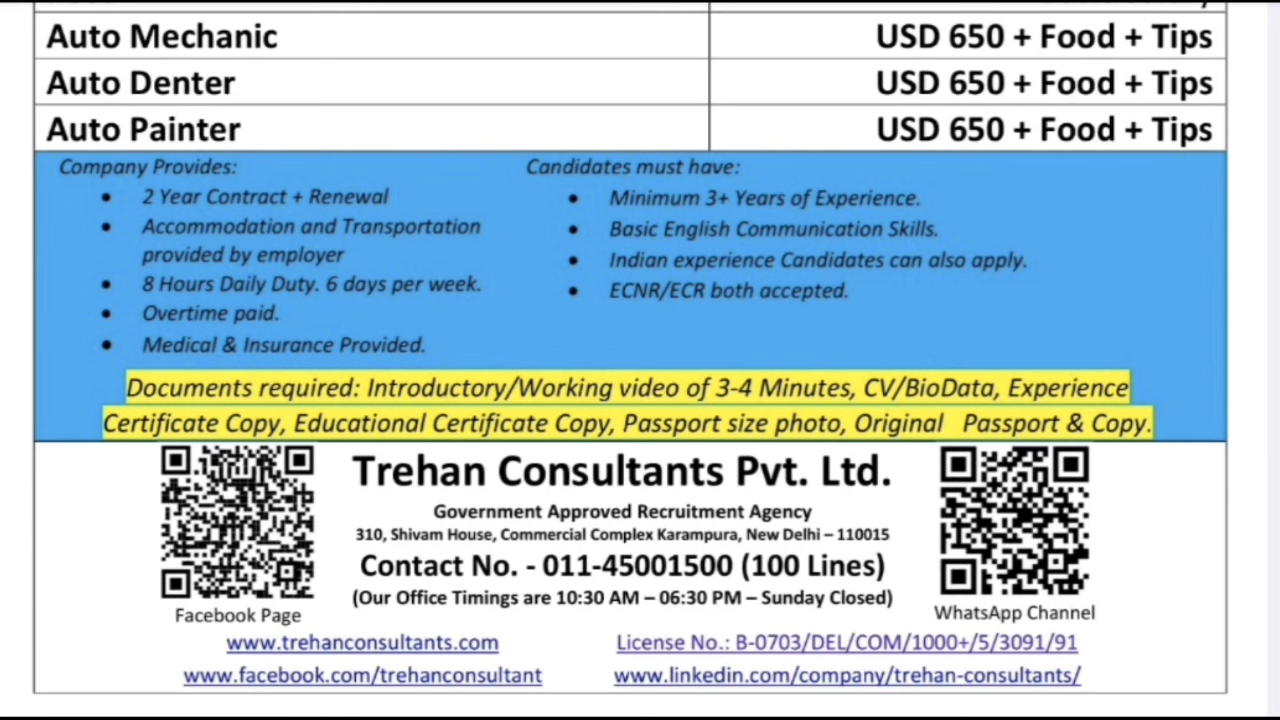 Auto Mechanic USD 650 + Food + Tips
Auto Denter USD 650 + Food + Tips
Auto Painter USD 650 + Food + Tips
Company Provides:
• 2 Year Contract + Renewal
• Accommodation and Transportation
provided by employer
• 8 Hours Daily Duty. 6 days per week.
• Overtime paid.
• Medical & Insurance Provided.
Candidates must have:
• Minimum 3+ Years of Experience.
• Basic English Communication Skills.
• Indian experience Candidates can also apply.
• ECNR/ECR both accepted.
Documents required: Introductory/Working video of 3-4 Minutes, CV/BioData, Experience
Certificate Copy, Educational Certificate Copy, Passport size photo, Original Passport & Copy.
Trehan Consultants Pvt. Ltd.
Government Approved Recruitment Agency
310, Shivam House, Commercial Complex Karampura, New Delhi – 110015
Contact No. - 011-45001500 (100 Lines)
(Our Office Timings are 10:30 AM – 06:30 PM – Sunday Closed)
Facebook Page
WhatsApp Channel
www.trehanconsultants.com License No.: B-0703/DEL/COM/1000+/5/3091/91
www.facebook.com/trehanconsultant www.linkedin.com/company/trehan-consultants/